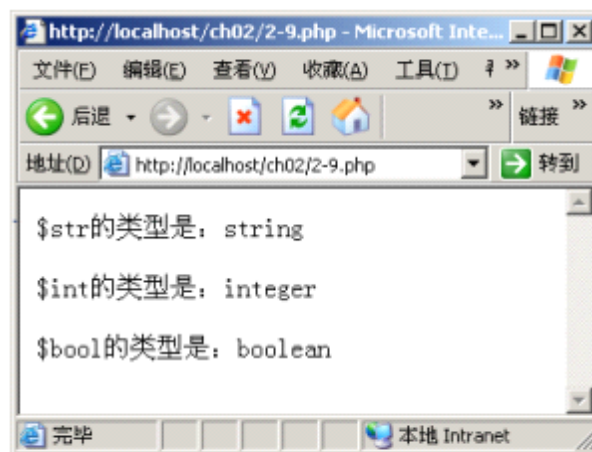 http://localhost/ch02/2-9.php - Microsoft Inte...
文件(F) 编辑(E) 查看(V) 收藏(A) 工具(T) »
后退 » 链接 »
地址(D) http://localhost/ch02/2-9.php 转到
$str的类型是：string
$int的类型是：integer
$bool的类型是：boolean
完毕 本地 Intranet